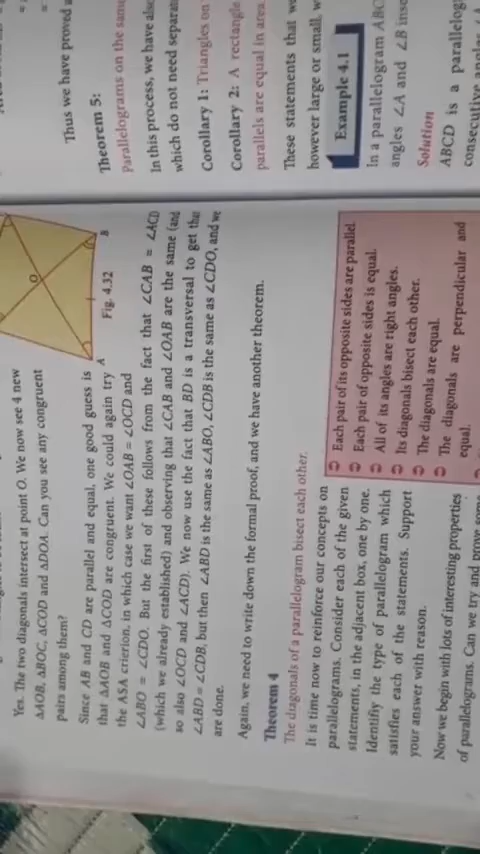 Yes. The two diagonals intersect at point O. We now see 4 new
ΔAOB, ΔBOC, ΔCOD and ΔDOA. Can you see any congruent
pairs among them?
Since AB and CD are parallel and equal, one good guess is
that ΔAOB and ΔCOD are congruent. We could again try
the ASA crierion, in which case we want ∠OAB = ∠OCD and
∠ABO = ∠CDO. But the first of these follows from the fact that ∠CAB = ∠ACD
(which we already established) and observing that ∠CAB and ∠OAB are the same (and
so also ∠OCD and ∠ACD). We now use the fact that BD is a transversal to get that
∠ABD = ∠CDB, but then ∠ABD is the same as ∠ABO, ∠CDB is the same as ∠CDO, and we
are done.
O
A
B
Fig. 4.32
Again, we need to write down the formal proof, and we have another theorem.
Theorem 4
The diagonals of a parallelogram bisect each other.
It is time now to reinforce our concepts on
parallelograms. Consider each of the given
statements, in the adjacent box, one by one.
Identifiy the type of parallelogram which
satisfies each of the statements. Support
your answer with reason.
Now we begin with lots of interesting properties
of parallelograms. Can we try and prove some
Each pair of its opposite sides are parallel
Each pair of opposite sides is equal.
All of its angles are right angles.
Its diagonals bisect each other.
The diagonals are equal.
The diagonals are perpendicular and
equal.
Thus we have proved
Theorem 5:
Parallelograms on the same
In this process, we have also
which do not need
Corollary 1: Triangles on
Corollary 2: A rectangle
parallels are equal in area.
These statements that we
however large or small, w
Example 4.1
In a parallelogram ABC
angles ∠A and ∠B
Solution
ABCD is a
consecutive